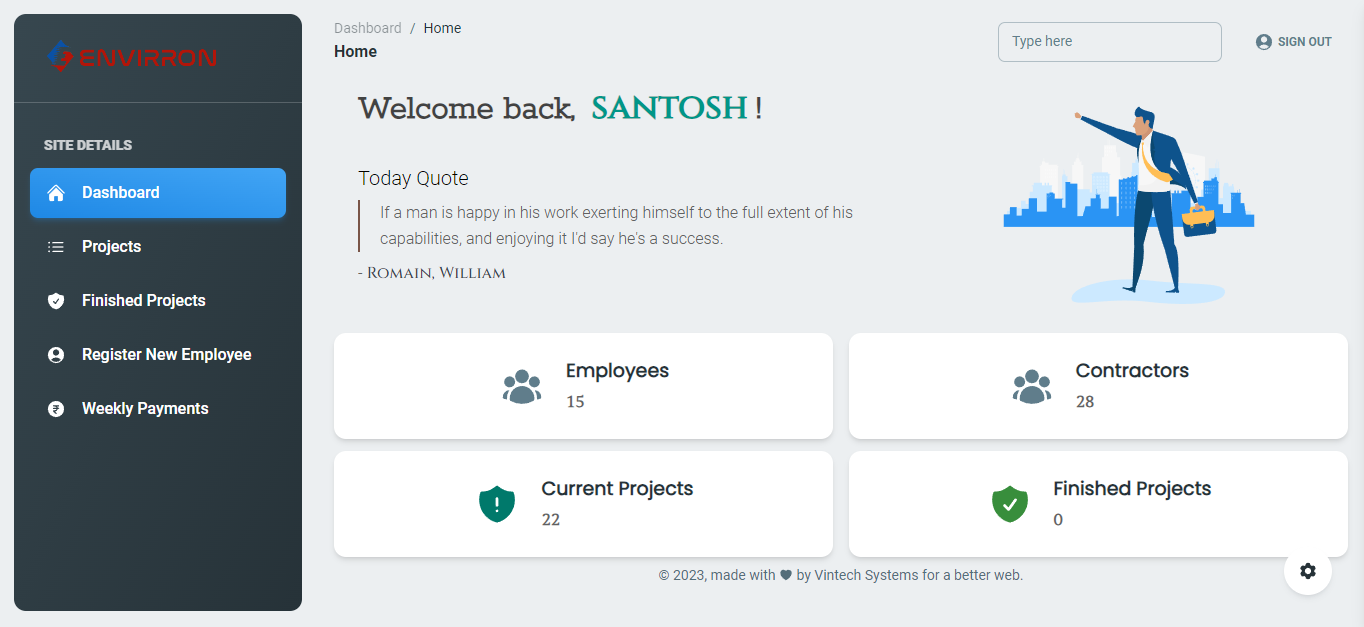 ENVIRRON
SITE DETAILS
Dashboard
Projects
Finished Projects
Register New Employee
Weekly Payments
Dashboard / Home
Home
Type here
SIGN OUT
Welcome back, SANTOSH !
Today Quote
If a man is happy in his work exerting himself to the full extent of his
capabilities, and enjoying it I'd say he's a success.
- Romain, William
Employees
15
Contractors
28
Current Projects
22
Finished Projects
0
© 2023, made with ♥ by Vintech Systems for a better web.